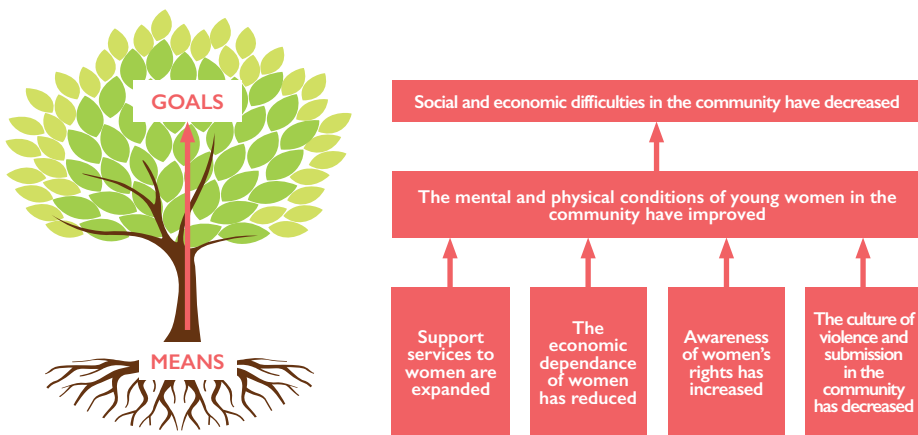 GOALS
MEANS
Social and economic difficulties in the community have decreased
The mental and physical conditions of young women in the
community have improved
Support
services to
women are
expanded
The
economic
dependance
of women
has reduced
Awareness
of women's
rights has
increased
The culture of
violence and
submission
in the
community
has decreased